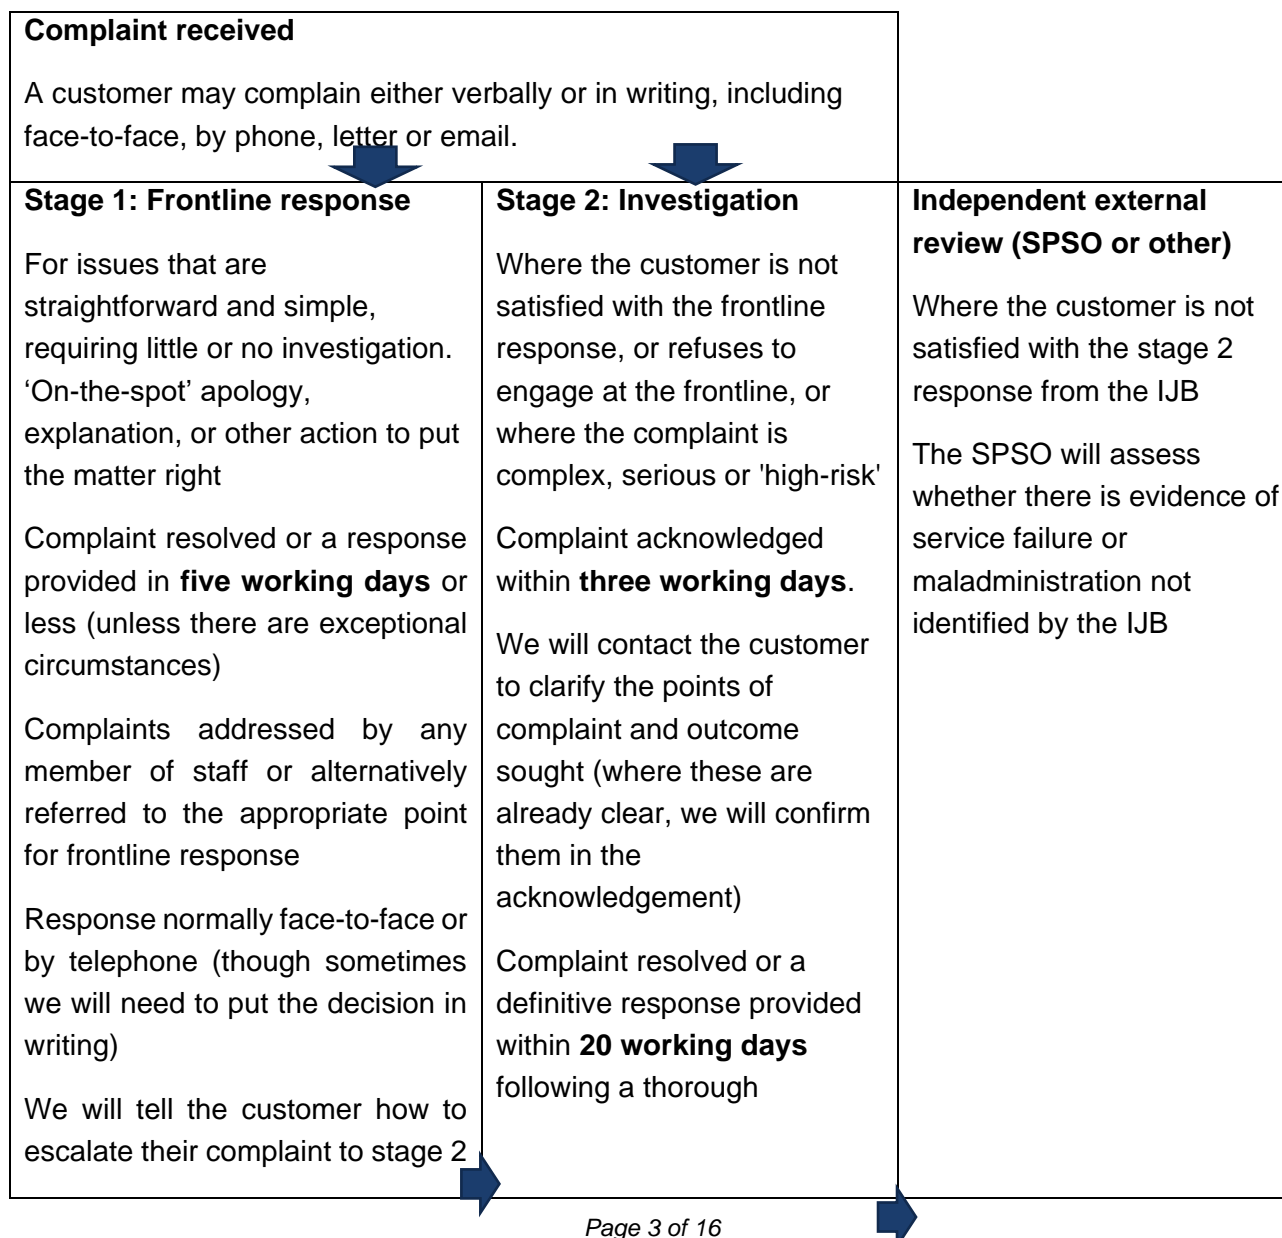 Complaint received
A customer may complain either verbally or in writing, including
face-to-face, by phone, letter or email.
Stage 1: Frontline response
For issues that are
straightforward and simple,
requiring little or no investigation.
‘On-the-spot’ apology,
explanation, or other action to put
the matter right
Complaint resolved or a response
provided in five working days or
less (unless there are exceptional
circumstances)
Complaints addressed by any
member of staff or alternatively
referred to the appropriate point
for frontline response
Response normally face-to-face or
by telephone (though sometimes
we will need to put the decision in
writing)
We will tell the customer how to
escalate their complaint to stage 2
Stage 2: Investigation
Where the customer is not
satisfied with the frontline
response, or refuses to
engage at the frontline, or
where the complaint is
complex, serious or 'high-risk'
Complaint acknowledged
within three working days.
We will contact the customer
to clarify the points of
complaint and outcome
sought (where these are
already clear, we will confirm
them in the
acknowledgement)
Complaint resolved or a
definitive response provided
within 20 working days
following a thorough
Independent external
review (SPSO or other)
Where the customer is not
satisfied with the stage 2
response from the IJB
The SPSO will assess
whether there is evidence of
service failure or
maladministration not
identified by the IJB
Page 3 of 16